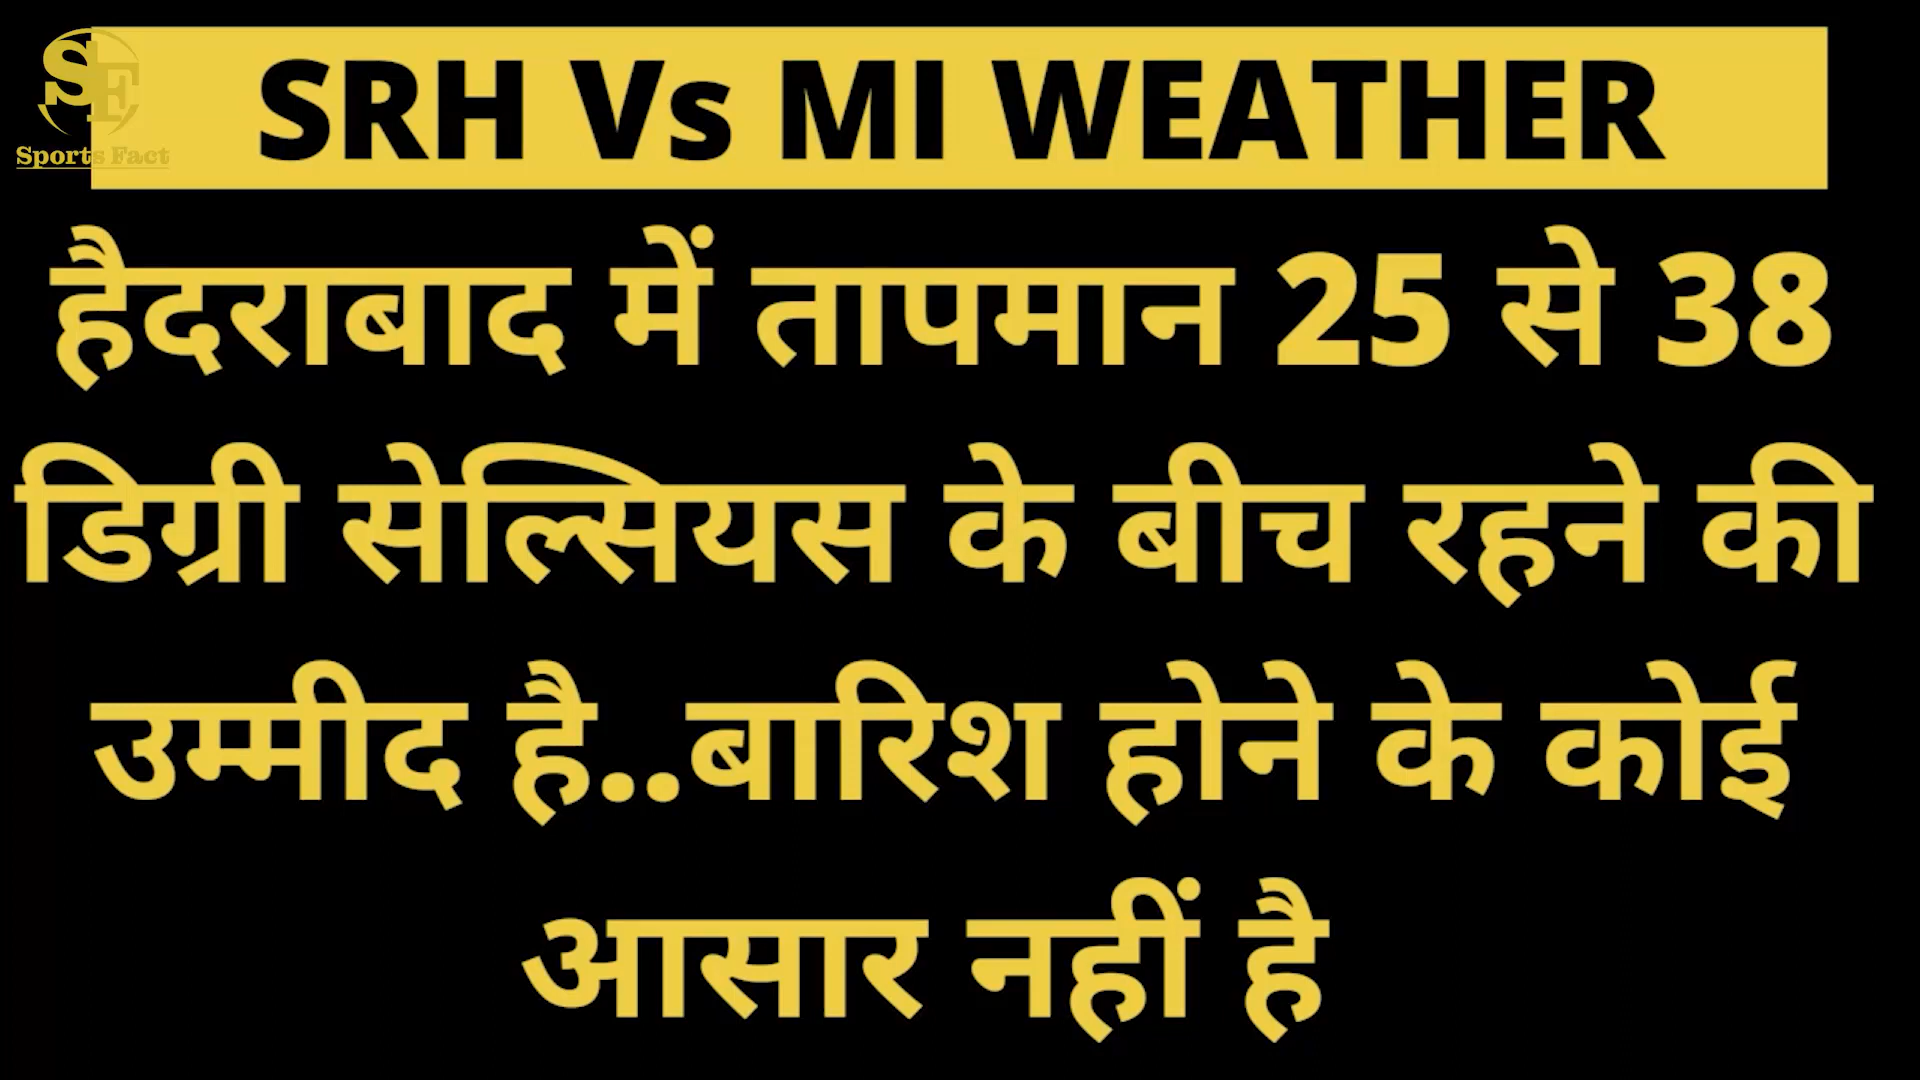 SF
Sports Fact
SRH Vs MI WEATHER
हैदराबाद में तापमान 25 से 38
डिग्री सेल्सियस के बीच रहने की
उम्मीद है..बारिश होने के कोई
आसार नहीं है